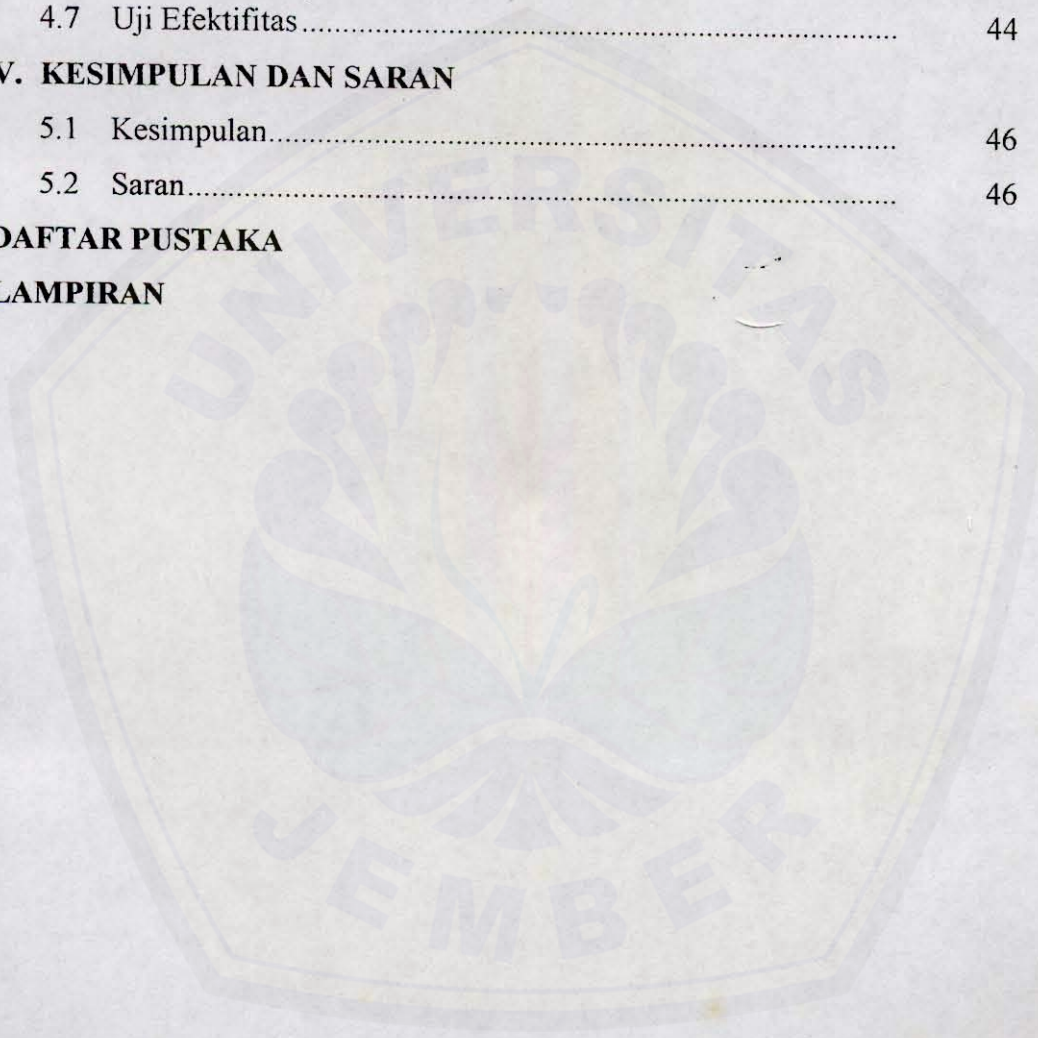 4.7 Uji Efektifitas.......... 44
V. KESIMPULAN DAN SARAN
5.1 Kesimpulan.......... 46
5.2 Saran.......... 46
DAFTAR PUSTAKA
LAMPIRAN
UNIVERSITAS
JEMBER